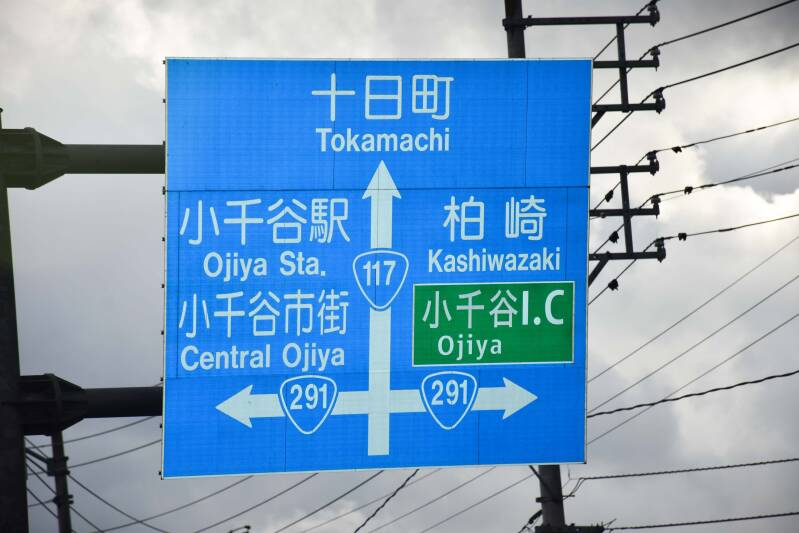 十日町
Tokamachi
小千谷駅
Ojiya Sta.
小千谷市街
Central Ojiya
117
柏崎
Kashiwazaki
小千谷I.C
Ojiya
291
291